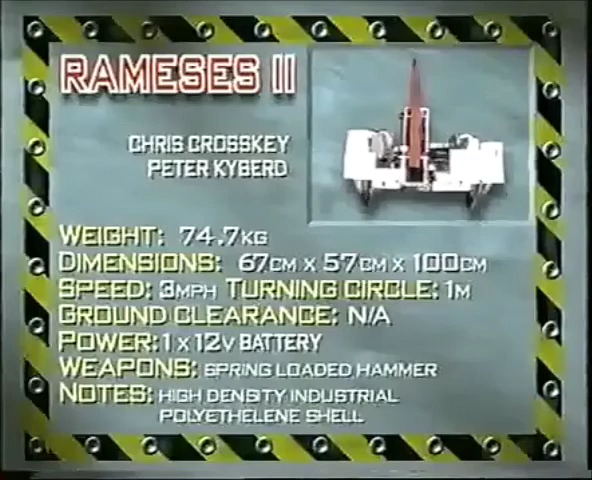 RAMESES II
CHRIS CROSSKEY
PETER KYBERD
WEIGHT: 74.7KG
DIMENSIONS: 67CM X 57CM X 100CM
SPEED: 3MPH TURNING CIRCLE: 1M
GROUND CLEARANCE: N/A
POWER: 1 X 12V BATTERY
WEAPONS: SPRING LOADED HAMMER
NOTES: HIGH DENSITY INDUSTRIAL
POLYETHELENE SHELL